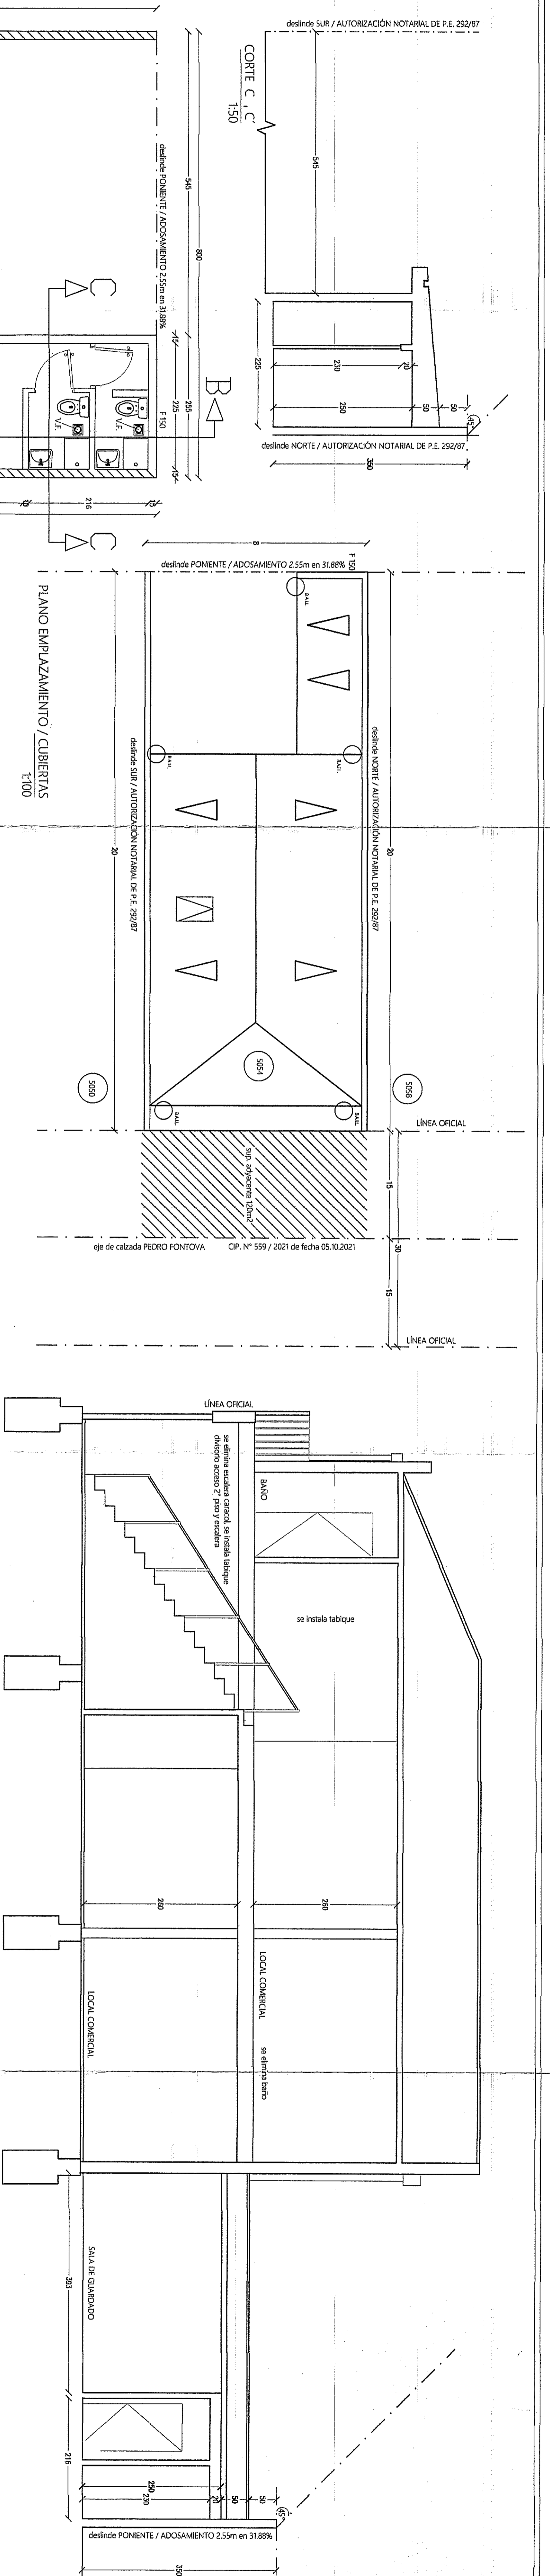 deslinde SUR / AUTORIZACIÓN NOTARIAL DE P.E. 292/87
CORTE C , C´
1:50
545
225
230
20
250
50
50
45°
350
deslinde NORTE / AUTORIZACIÓN NOTARIAL DE P.E. 292/87
deslinde PONIENTE / ADOSAMIENTO 2.55m en 31.88%
545
800
15
255
225
15
F 150
C
B
V.F.
V.F.
216
15
C
PLANO EMPLAZAMIENTO / CUBIERTAS
1:100
8
deslinde PONIENTE / ADOSAMIENTO 2.55m en 31.88%
F 150
B.A.LL.
B.A.LL.
B.A.LL.
deslinde SUR / AUTORIZACIÓN NOTARIAL DE P.E. 292/87
deslinde NORTE / AUTORIZACIÓN NOTARIAL DE P.E. 292/87
20
20
5054
5050
5058
B.A.LL.
B.A.LL.
LÍNEA OFICIAL
sup. adyacente 120m2
15
30
15
eje de calzada PEDRO FONTOVA
CIP. N° 559 / 2021 de fecha 05.10.2021
LÍNEA OFICIAL
LÍNEA OFICIAL
se elimina escalera caracol, se instala tabique
divisorio acceso 2° piso y escalera
BAÑO
se instala tabique
260
260
LOCAL COMERCIAL
se elimina baño
LOCAL COMERCIAL
SALA DE GUARDADO
393
216
250
230
20
50
50
45°
deslinde PONIENTE / ADOSAMIENTO 2.55m en 31.88%
350